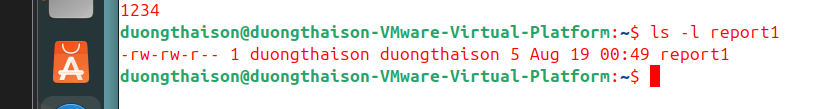 1234
duongthaison@duongthaison-VMware-Virtual-Platform:~$ ls -l report1
-rw-rw-r-- 1 duongthaison duongthaison 5 Aug 19 00:49 report1
duongthaison@duongthaison-VMware-Virtual-Platform:~$